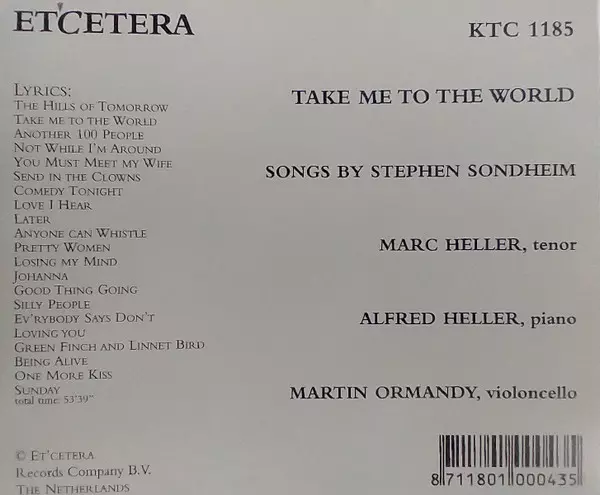 ET'CETERA
KTC 1185
LYRICS:
THE HILLS OF TOMORROW
TAKE ME TO THE WORLD
ANOTHER 100 PEOPLE
NOT WHILE I'M AROUND
YOU MUST MEET MY WIFE
SEND IN THE CLOWNS
COMEDY TONIGHT
LOVE I HEAR
LATER
ANYONE CAN WHISTLE
PRETTY WOMEN
LOSING MY MIND
JOHANNA
GOOD THING GOING
SILLY PEOPLE
EV'RYBODY SAYS DON'T
LOVING YOU
GREEN FINCH AND LINNET BIRD
BEING ALIVE
ONE MORE KISS
SUNDAY
total time: 53'39"
TAKE ME TO THE WORLD
SONGS BY STEPHEN SONDHEIM
MARC HELLER, tenor
ALFRED HELLER, piano
MARTIN ORMANDY, violoncello
© ET'CETERA
RECORDS COMPANY B.V.
THE NETHERLANDS
8 711801 000435